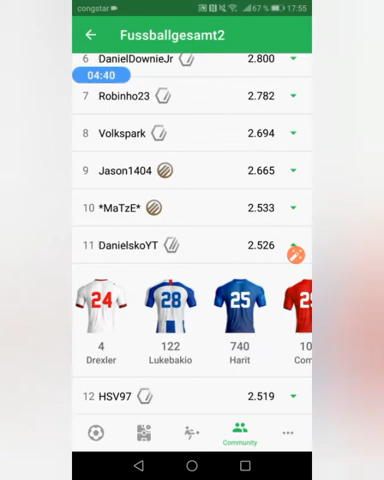 congstar 67 % 17:55
Fussballgesamt2
6 DanielDownieJr 2.800
04:40
7 Robinho23 2.782
8 Volkspark 2.694
9 Jason1404 2.665
10 *MaTzE* 2.533
11 DanielskoYT 2.526
24 28 25
4 122 740 10
Drexler Lukebakio Harit Com
12 HSV97 2.519
Community